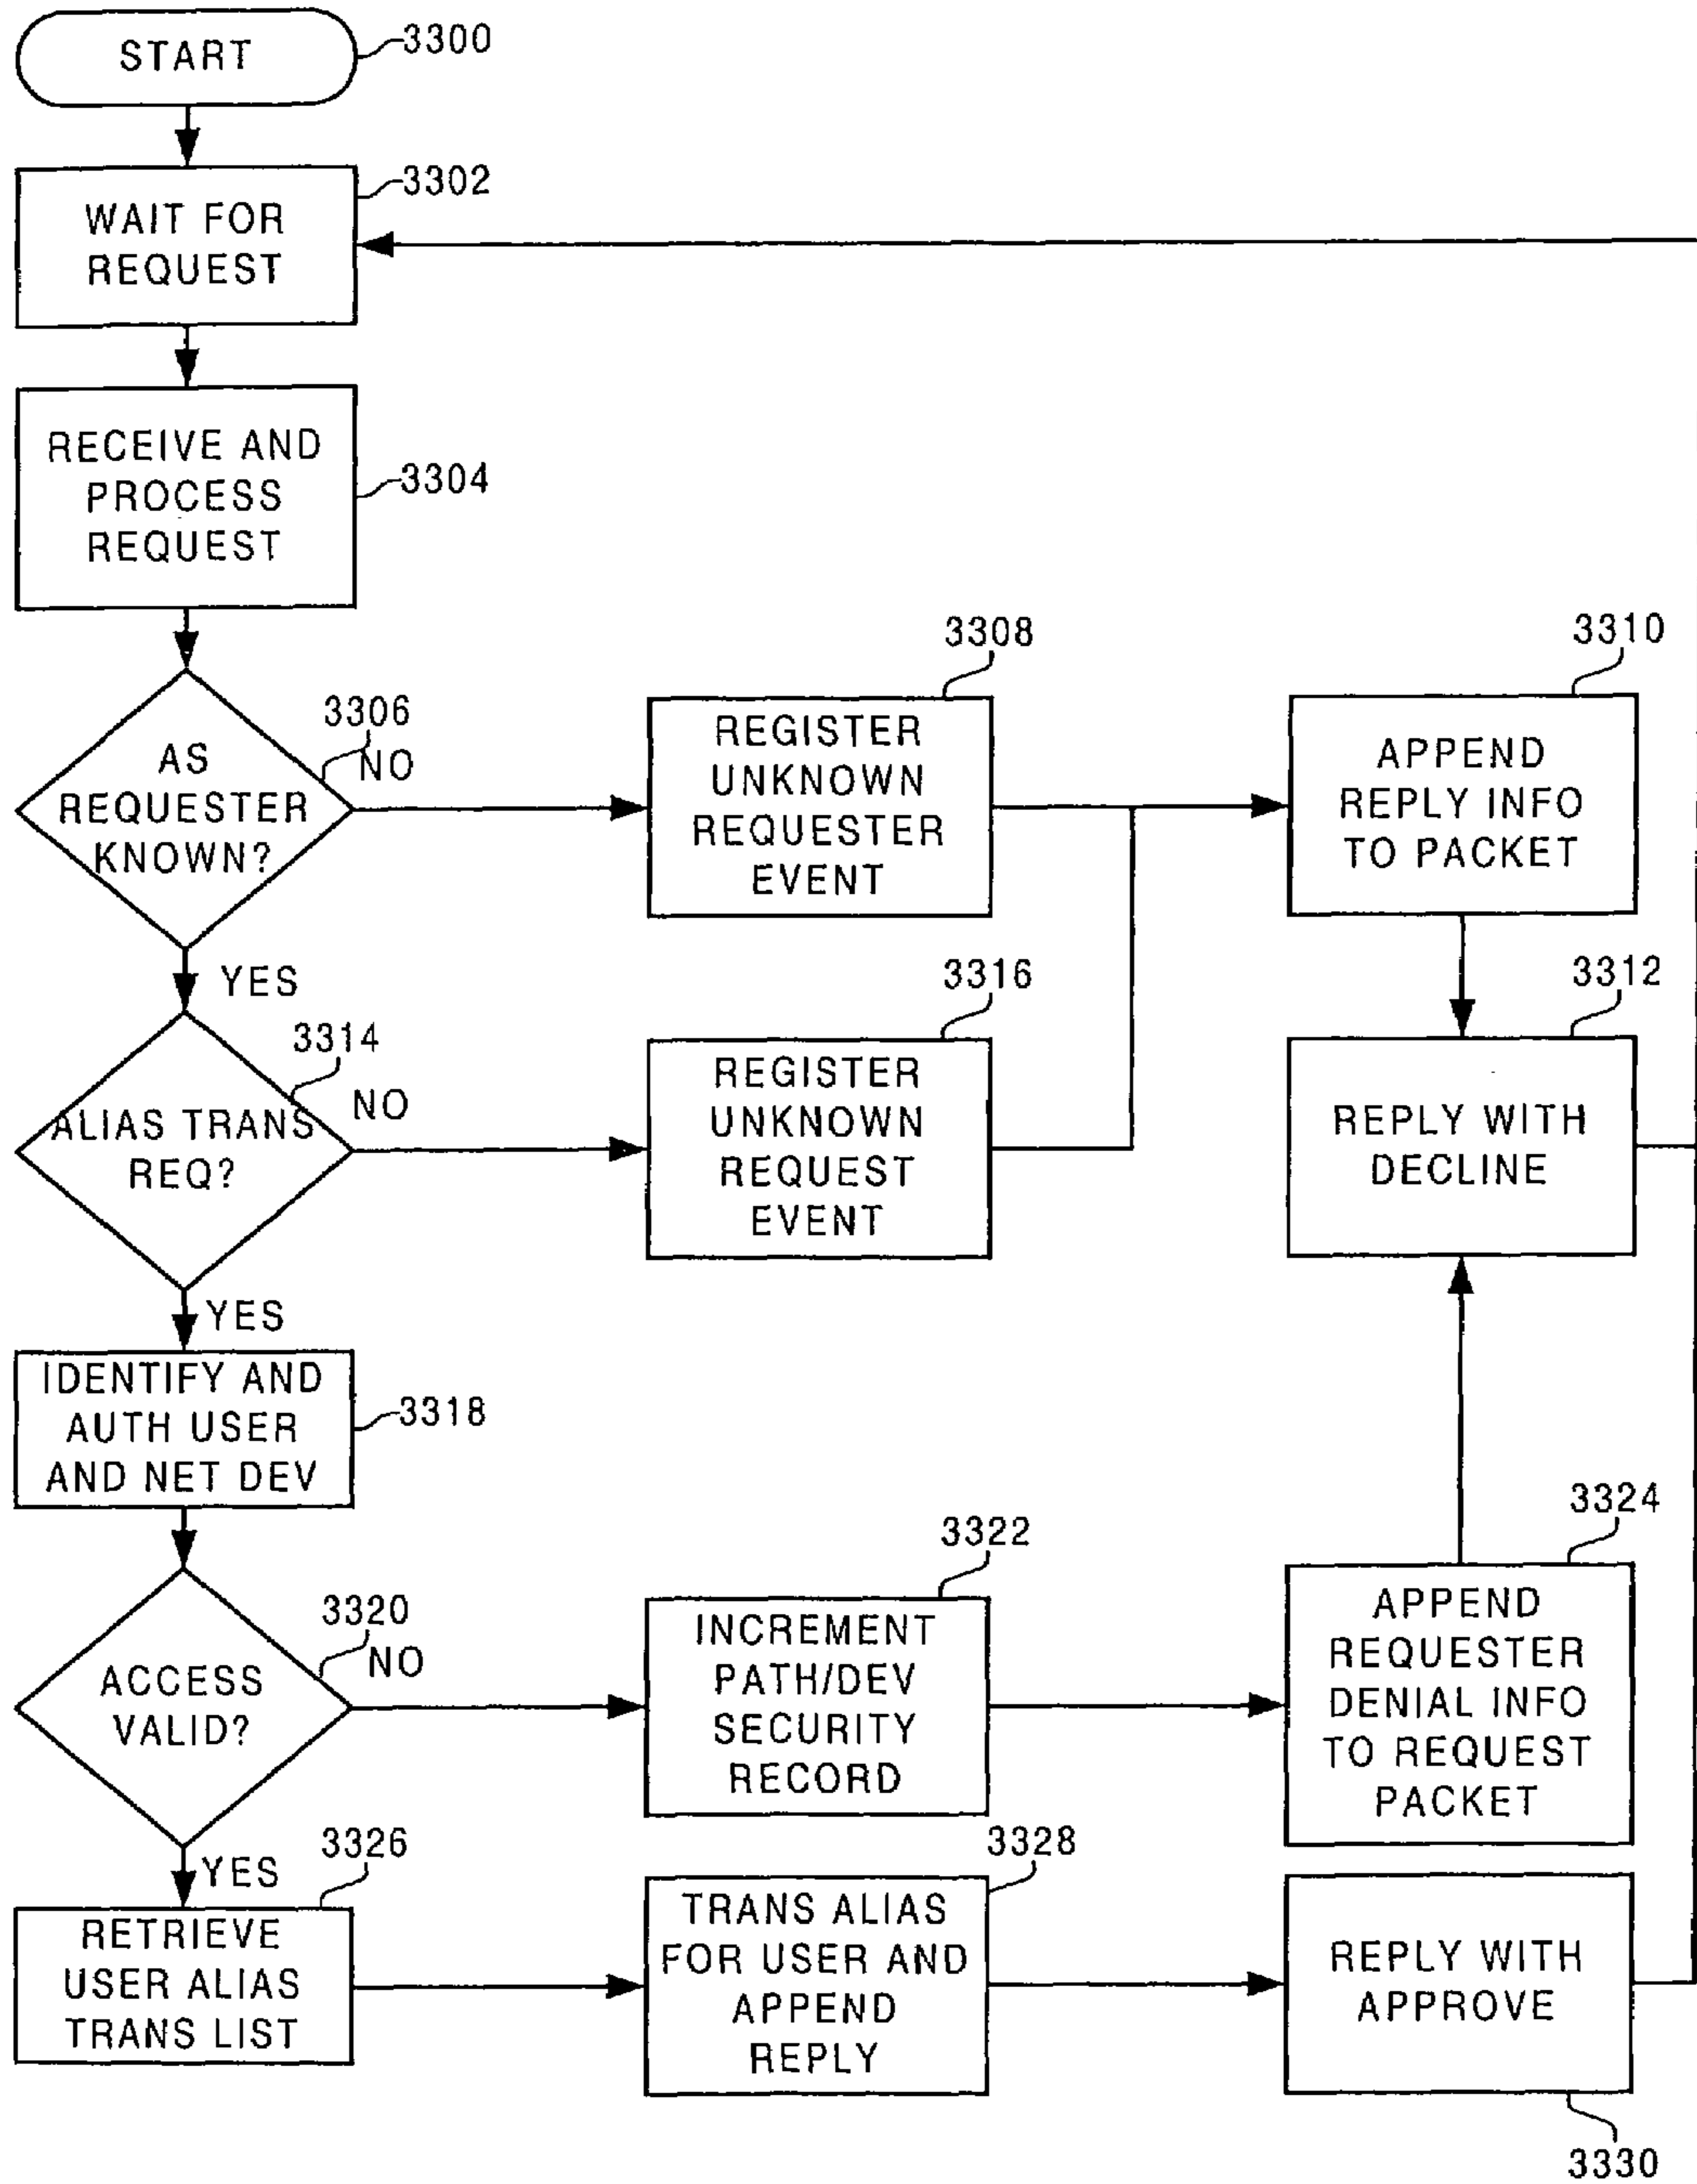 START
3300
3302
WAIT FOR
REQUEST
RECEIVE AND
PROCESS
REQUEST
3304
3306
NO
AS
REQUESTER
KNOWN?
YES
3308
REGISTER
UNKNOWN
REQUESTER
EVENT
3310
APPEND
REPLY INFO
TO PACKET
3312
REPLY WITH
DECLINE
3314
NO
ALIAS TRANS
REQ?
YES
3316
REGISTER
UNKNOWN
REQUEST
EVENT
IDENTIFY AND
AUTH USER
AND NET DEV
3318
3320
NO
ACCESS
VALID?
YES
3322
INCREMENT
PATH/DEV
SECURITY
RECORD
3324
APPEND
REQUESTER
DENIAL INFO
TO REQUEST
PACKET
3326
RETRIEVE
USER ALIAS
TRANS LIST
3328
TRANS ALIAS
FOR USER AND
APPEND
REPLY
REPLY WITH
APPROVE
3330